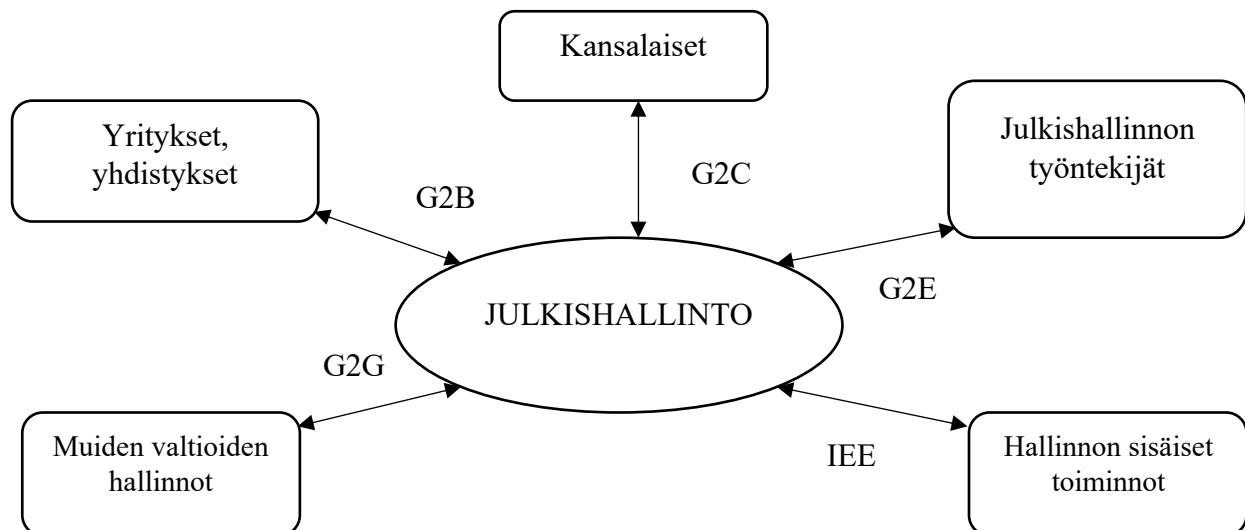 Kansalaiset
Yritykset,
yhdistykset
Julkishallinnon
työntekijät
G2C
G2B
G2E
JULKISHALLINTO
G2G
Muiden valtioiden
hallinnot
IEE
Hallinnon sisäiset
toiminnot